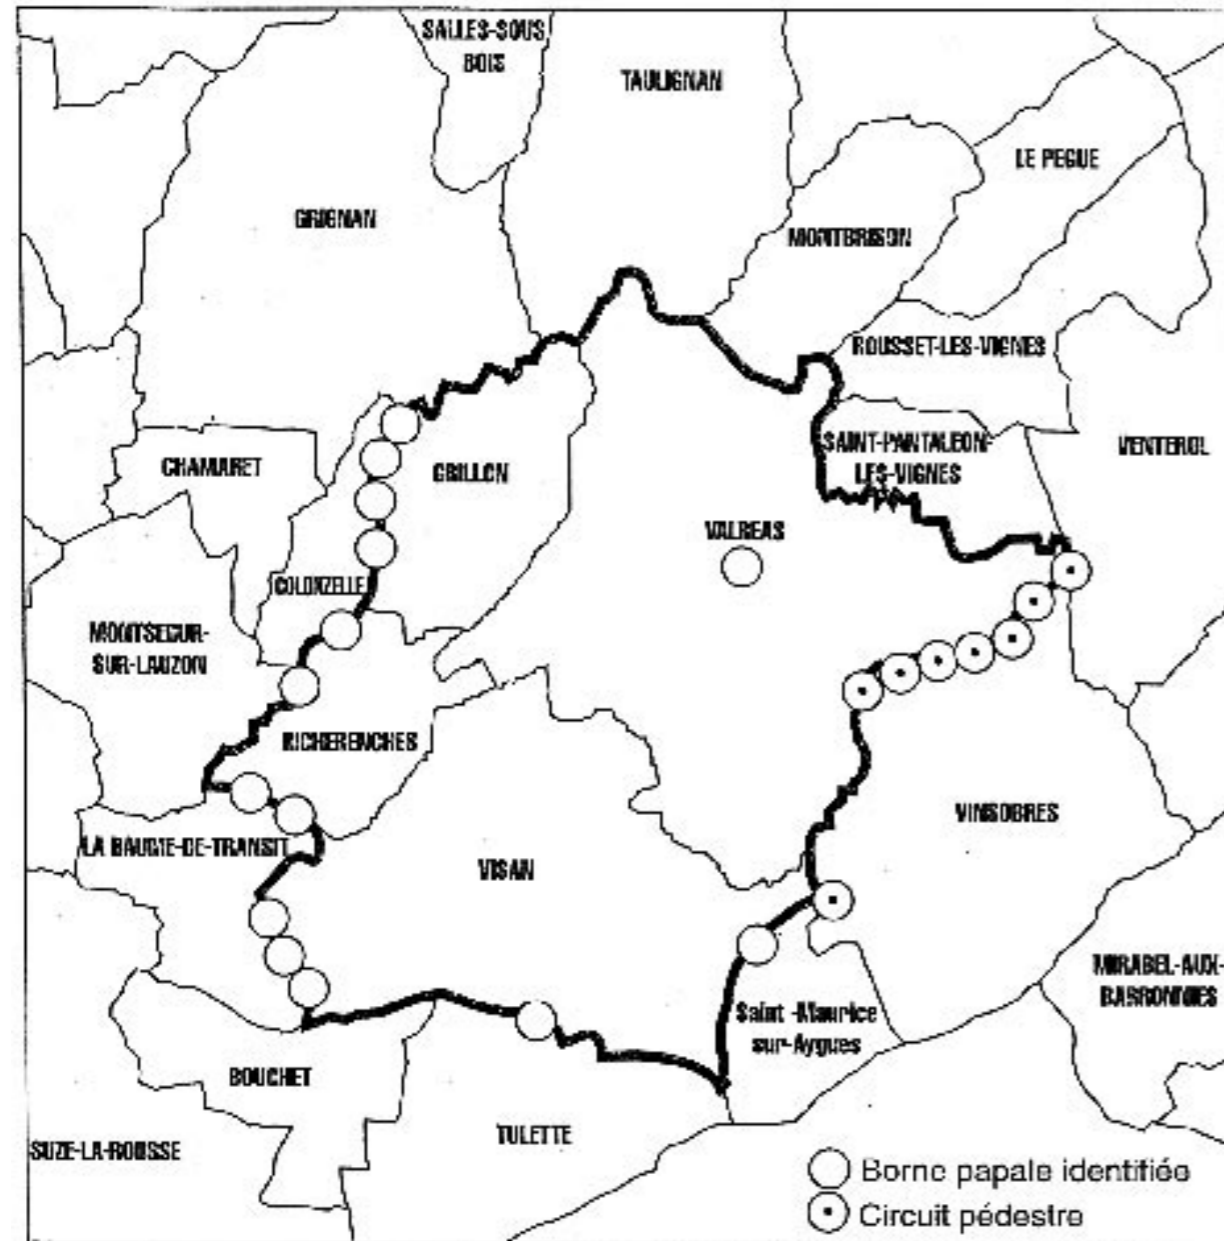 SALLES-SOUS
BOIS
TAULIGNAN
LE PEGUE
GRIGNAN
MONTBRISON
ROUSSET-LES-VIGNES
CHAMARET
GRILLON
SAINT-PANTALEON-
LES-VIGNES
VENTEROL
VALREAS
COLONZELLE
MONTSEGUR-
SUR-LAUZON
RICHERENCHES
LA BAUME-DE-TRANSIT
VISAN
VINSOBRES
MIRABEL-AUX-
BARRONNIES
Saint-Maurice
sur-Aygues
BOUCHET
TULETTE
SUZE-LA-ROUSSE
Borne papale identifiée
Circuit pédestre